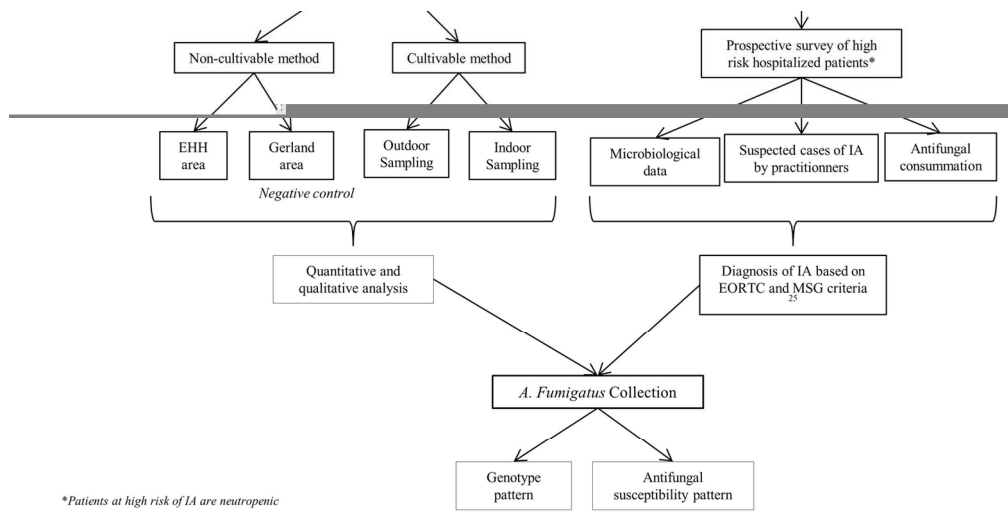 Non-cultivable method
Cultivable method
Prospective survey of high
risk hospitalized patients*
EHH
area
Gerland
area
Outdoor
Sampling
Indoor
Sampling
Microbiological
data
Suspected cases of IA
by practitionners
Antifungal
consummation
Negative control
Quantitative and
qualitative analysis
Diagnosis of IA based on
EORTC and MSG criteria
25
A. Fumigatus Collection
Genotype
pattern
Antifungal
susceptibility pattern
*Patients at high risk of IA are neutropenic